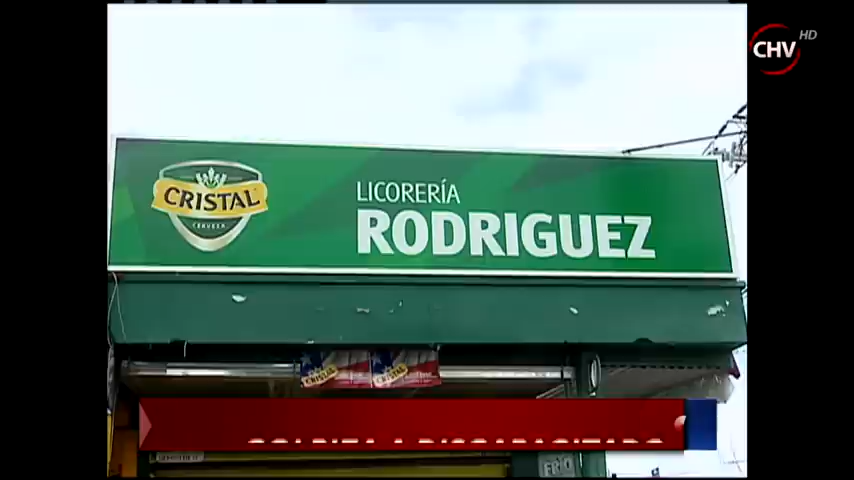 CHV HD
LICORERÍA
CRISTAL
CERVEZA
RODRIGUEZ
CRISTAL
CRISTAL
FRIO